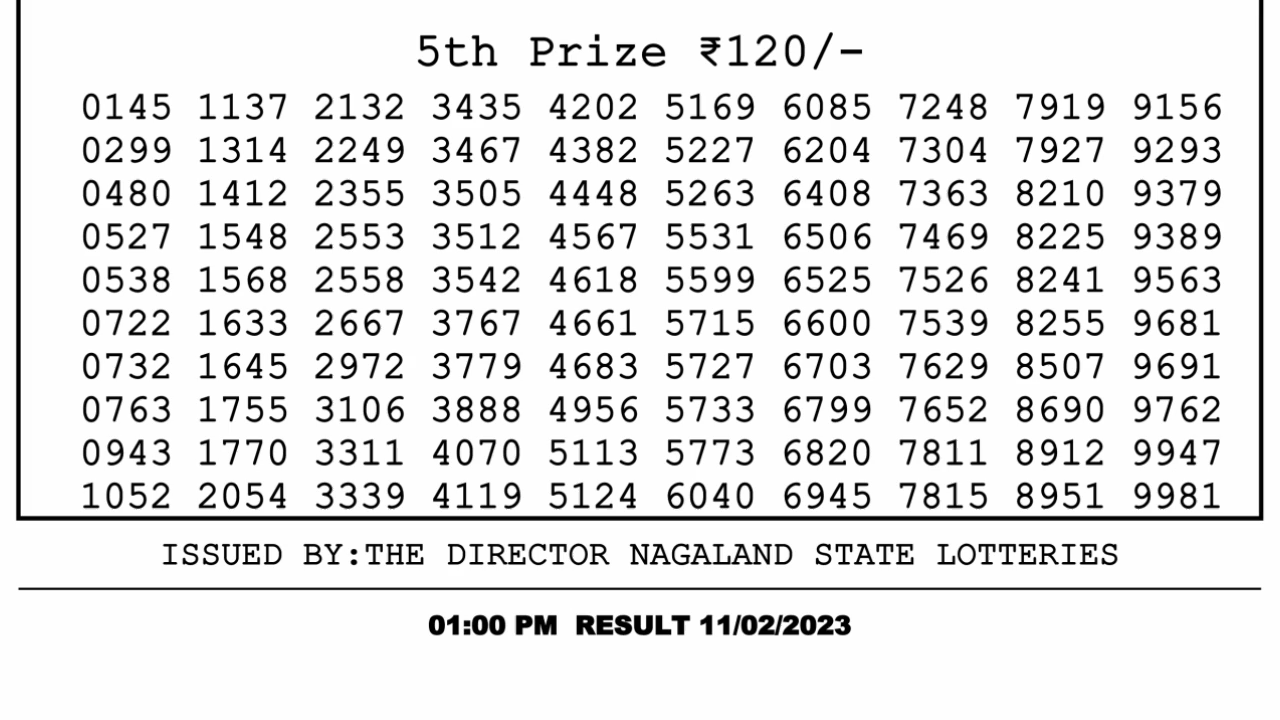 5th Prize ₹120/-
0145 1137 2132 3435 4202 5169 6085 7248 7919 9156
0299 1314 2249 3467 4382 5227 6204 7304 7927 9293
0480 1412 2355 3505 4448 5263 6408 7363 8210 9379
0527 1548 2553 3512 4567 5531 6506 7469 8225 9389
0538 1568 2558 3542 4618 5599 6525 7526 8241 9563
0722 1633 2667 3767 4661 5715 6600 7539 8255 9681
0732 1645 2972 3779 4683 5727 6703 7629 8507 9691
0763 1755 3106 3888 4956 5733 6799 7652 8690 9762
0943 1770 3311 4070 5113 5773 6820 7811 8912 9947
1052 2054 3339 4119 5124 6040 6945 7815 8951 9981
ISSUED BY:THE DIRECTOR NAGALAND STATE LOTTERIES
01:00 PM RESULT 11/02/2023